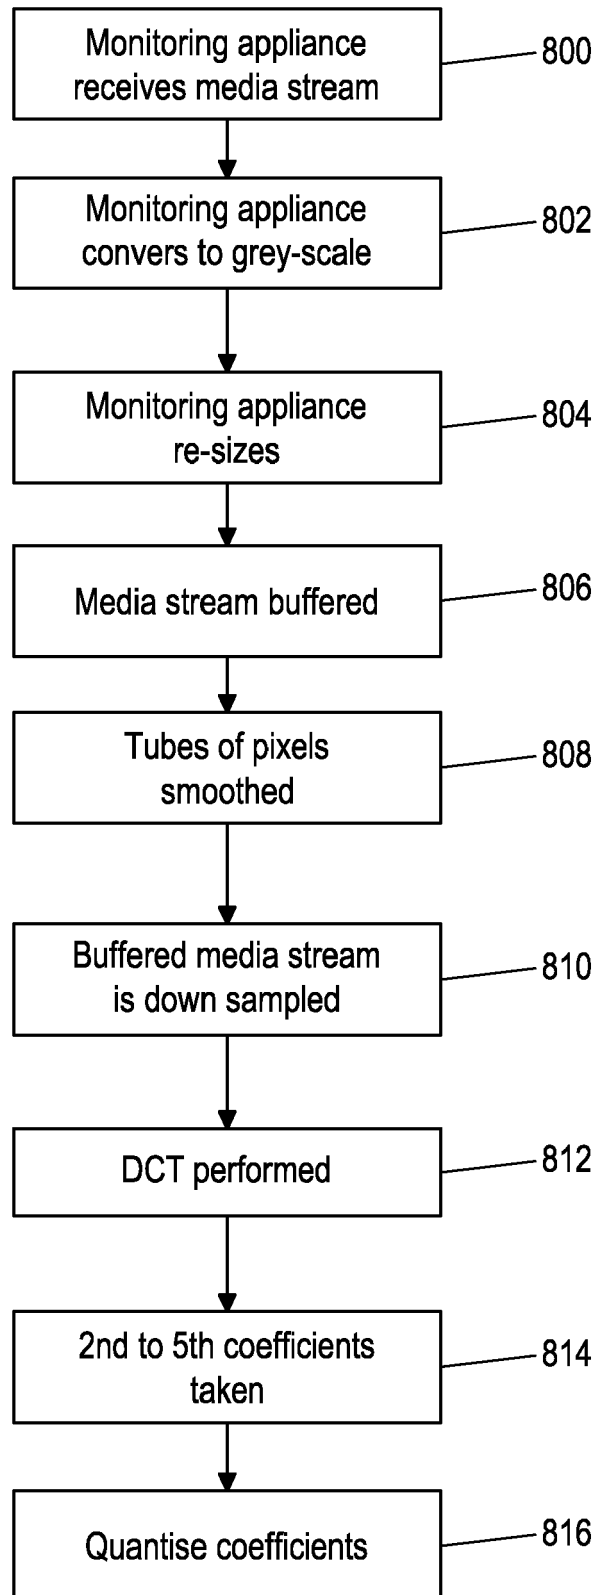 Monitoring appliance
receives media stream
800
Monitoring appliance
convers to grey-scale
802
Monitoring appliance
re-sizes
804
Media stream buffered
806
Tubes of pixels
smoothed
808
Buffered media stream
is down sampled
810
DCT performed
812
2nd to 5th coefficients
taken
814
Quantise coefficients
816